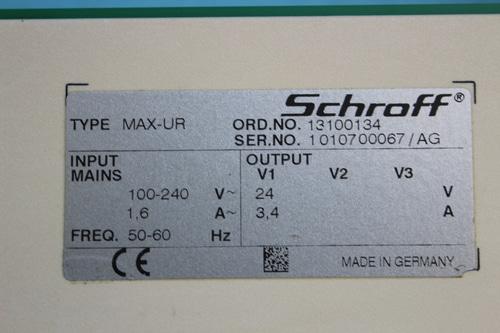 Schroff®
TYPE MAX-UR ORD.NO. 13100134
SER.NO. 1010700067/AG
INPUT OUTPUT
MAINS V1 V2 V3
100-240 V~ 24 V
1,6 A~ 3,4 A
FREQ. 50-60 Hz
CE MADE IN GERMANY